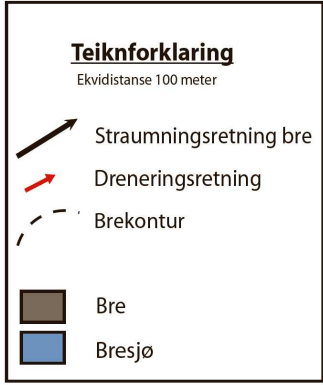 Teiknforklaring
Ekvidistanse 100 meter
Straumningsretning bre
Dreneringsretning
Brekontur
Bre
Bresjø